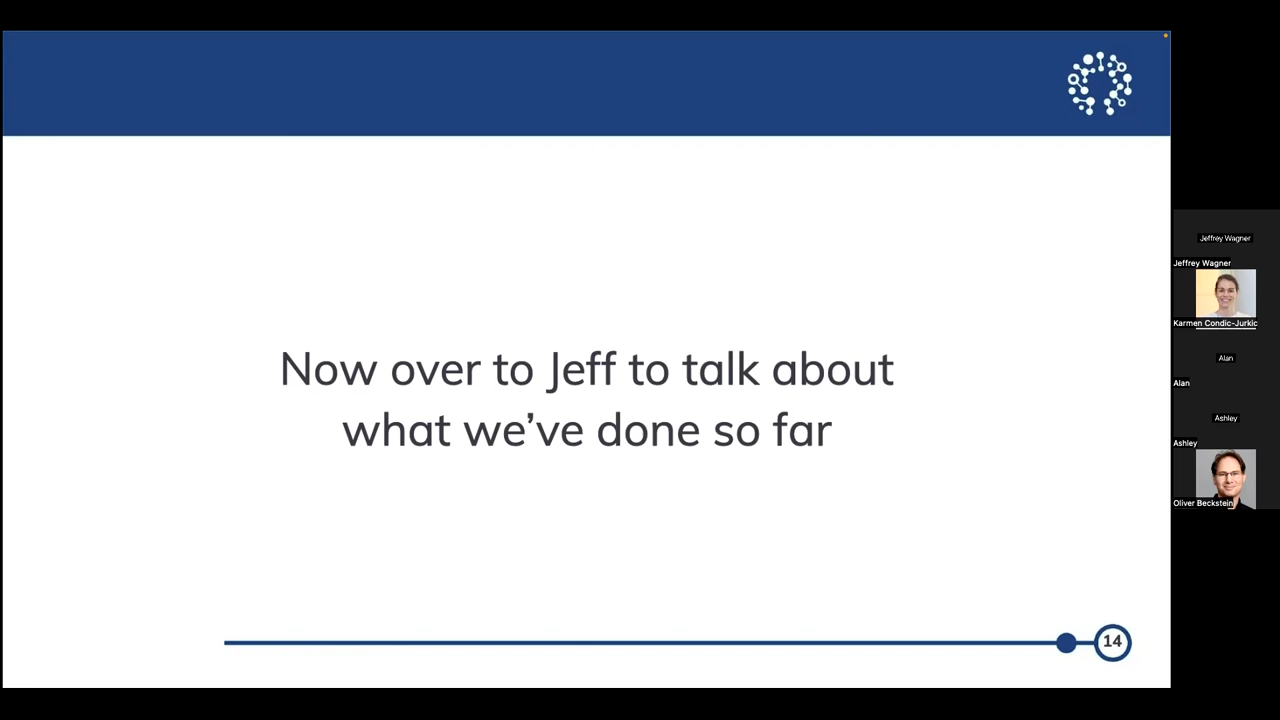 Now over to Jeff to talk about
what we’ve done so far
14
Jeffrey Wagner
Jeffrey Wagner
Karmen Condic-Jurkic
Alan
Alan
Ashley
Ashley
Oliver Beckstein